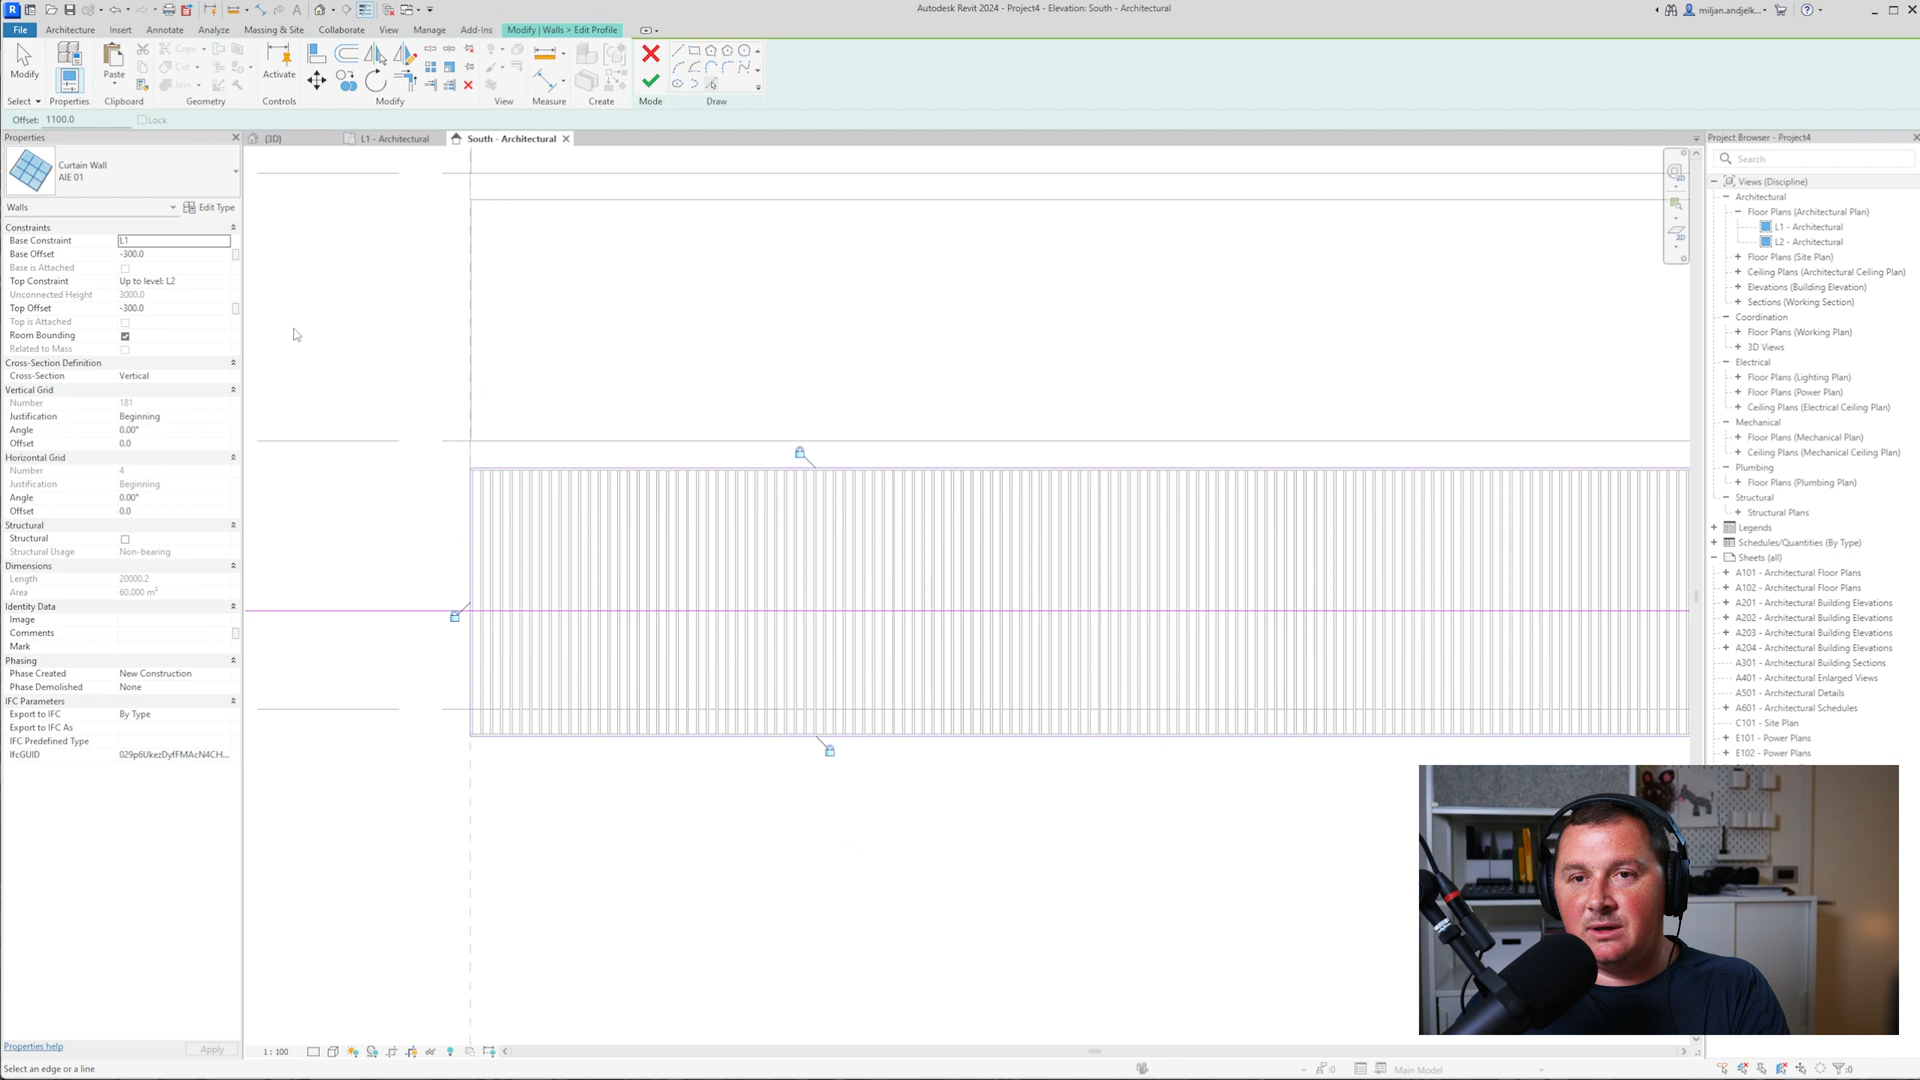 Autodesk Revit 2024 - Project4 - Elevation: South - Architectural
miljan.andjelk...
File Architecture Insert Annotate Analyze Massing & Site Collaborate View Manage Add-Ins Modify | Walls > Edit Profile
Modify
Paste
Cope
Cut
Join
Activate
Select Properties Clipboard Geometry Controls Modify View Measure Create Mode Draw
Offset: 1100.0 Lock
Properties
{3D} L1 - Architectural South - Architectural
Curtain Wall
AIE 01
Walls Edit Type
Constraints
Base Constraint L1
Base Offset -300.0
Base is Attached
Top Constraint Up to level: L2
Unconnected Height 3000.0
Top Offset -300.0
Top is Attached
Room Bounding
Related to Mass
Cross-Section Definition
Cross-Section Vertical
Vertical Grid
Number 181
Justification Beginning
Angle 0.00°
Offset 0.0
Horizontal Grid
Number 4
Justification Beginning
Angle 0.00°
Offset 0.0
Structural
Structural
Structural Usage Non-bearing
Dimensions
Length 20000.2
Area 60.000 m²
Identity Data
Image
Comments
Mark
Phasing
Phase Created New Construction
Phase Demolished None
IFC Parameters
Export to IFC By Type
Export to IFC As
IFC Predefined Type
IfcGUID 029p6UkezDyfFMAcN4CH...
Properties help Apply
1 : 100
Select an edge or a line
:0 Main Model :0
Project Browser - Project4
Search
Views (Discipline)
Architectural
Floor Plans (Architectural Plan)
L1 - Architectural
L2 - Architectural
Floor Plans (Site Plan)
Ceiling Plans (Architectural Ceiling Plan)
Elevations (Building Elevation)
Sections (Working Section)
Coordination
Floor Plans (Working Plan)
3D Views
Electrical
Floor Plans (Lighting Plan)
Floor Plans (Power Plan)
Ceiling Plans (Electrical Ceiling Plan)
Mechanical
Floor Plans (Mechanical Plan)
Ceiling Plans (Mechanical Ceiling Plan)
Plumbing
Floor Plans (Plumbing Plan)
Structural
Structural Plans
Legends
Schedules/Quantities (By Type)
Sheets (all)
A101 - Architectural Floor Plans
A102 - Architectural Floor Plans
A201 - Architectural Building Elevations
A202 - Architectural Building Elevations
A203 - Architectural Building Elevations
A204 - Architectural Building Elevations
A301 - Architectural Building Sections
A401 - Architectural Enlarged Views
A501 - Architectural Details
A601 - Architectural Schedules
C101 - Site Plan
E101 - Power Plans
E102 - Power Plans